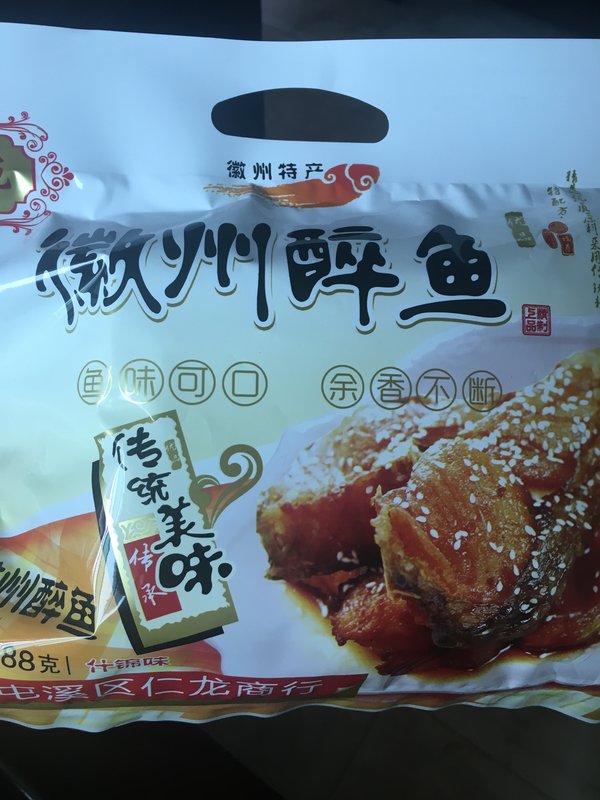 徽州特产
徽州醉鱼
鱼味可口 余香不断
传统美味
传承
州醉鱼
88克
什锦味
屯溪区仁龙商行